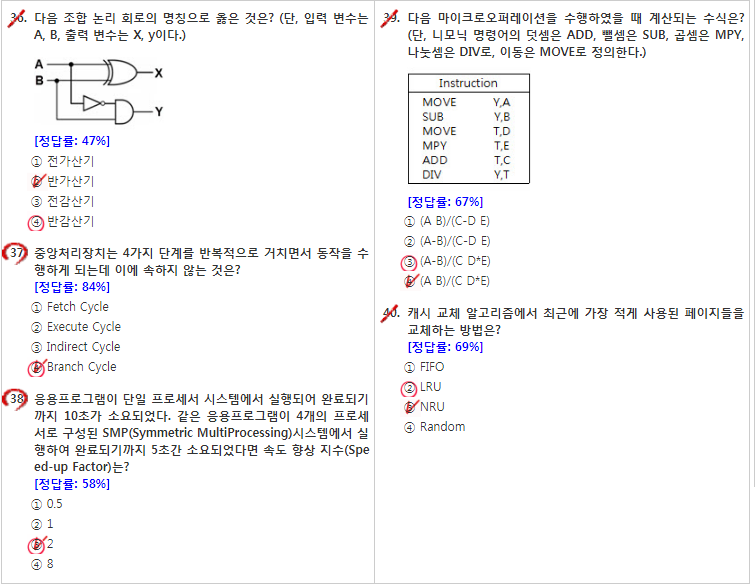 36. 다음 조합 논리 회로의 명칭으로 옳은 것은? (단, 입력 변수는
A, B, 출력 변수는 X, y이다.)
A
B
X
Y
[정답률: 47%]
① 전가산기
② 반가산기
③ 전감산기
④ 반감산기
37. 중앙처리장치는 4가지 단계를 반복적으로 거치면서 동작을 수
행하게 되는데 이에 속하지 않는 것은?
[정답률: 84%]
① Fetch Cycle
② Execute Cycle
③ Indirect Cycle
④ Branch Cycle
38. 응용프로그램이 단일 프로세서 시스템에서 실행되어 완료되기
까지 10초가 소요되었다. 같은 응용프로그램이 4개의 프로세
서로 구성된 SMP(Symmetric MultiProcessing)시스템에서 실
행하여 완료되기까지 5초간 소요되었다면 속도 향상 지수(Spe
ed-up Factor)는?
[정답률: 58%]
① 0.5
② 1
③ 2
④ 8
39. 다음 마이크로오퍼레이션을 수행하였을 때 계산되는 수식은?
(단, 니모닉 명령어의 덧셈은 ADD, 뺄셈은 SUB, 곱셈은 MPY,
나눗셈은 DIV로, 이동은 MOVE로 정의한다.)
Instruction
MOVE Y,A
SUB Y,B
MOVE T,D
MPY T,E
ADD T,C
DIV Y,T
[정답률: 67%]
① (A B)/(C-D E)
② (A-B)/(C-D E)
③ (A-B)/(C D*E)
④ (A B)/(C D*E)
40. 캐시 교체 알고리즘에서 최근에 가장 적게 사용된 페이지들을
교체하는 방법은?
[정답률: 69%]
① FIFO
② LRU
③ NRU
④ Random